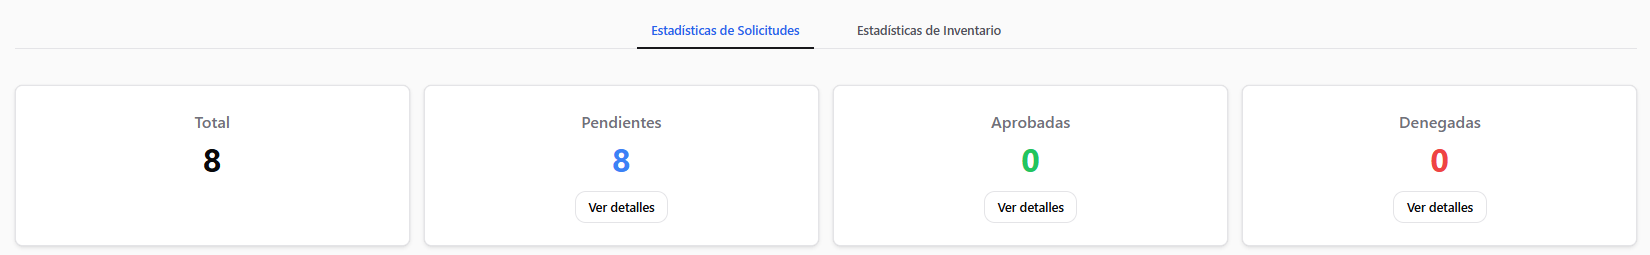 Estadísticas de Solicitudes Estadísticas de Inventario
Total Pendientes Aprobadas Denegadas
8 8 0 0
Ver detalles Ver detalles Ver detalles